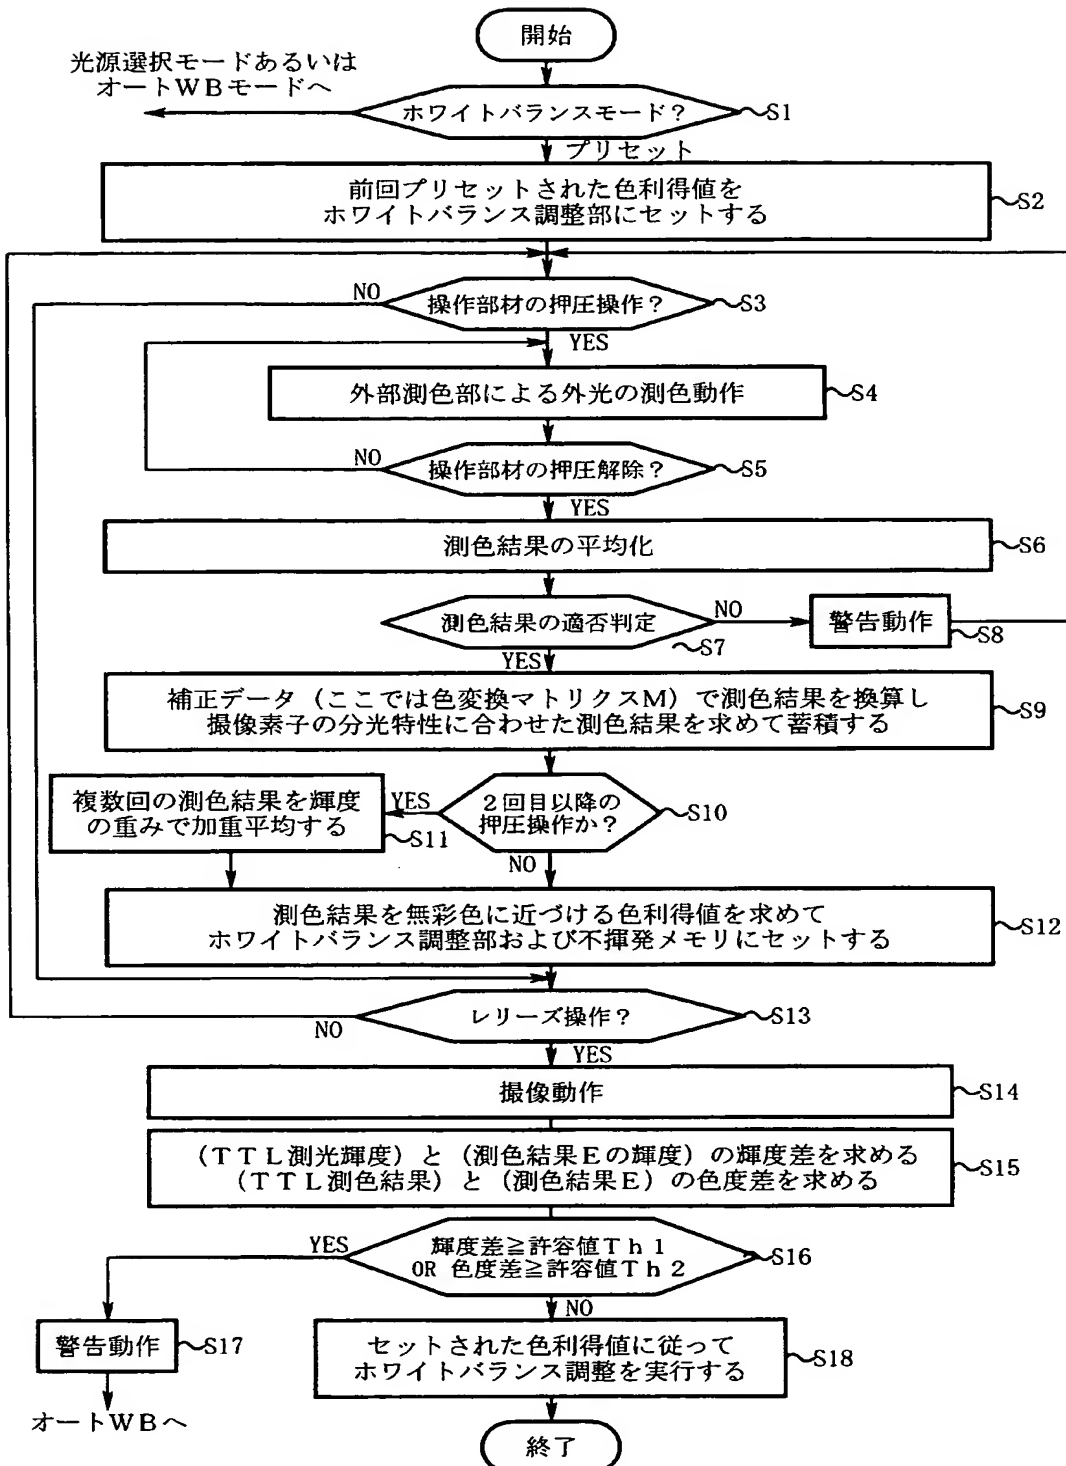 開始
光源選択モードあるいは
オートWBモードへ
ホワイトバランスモード?
S1
プリセット
前回プリセットされた色利得値を
ホワイトバランス調整部にセットする
S2
NO
操作部材の押圧操作?
S3
YES
外部測色部による外光の測色動作
S4
NO
操作部材の押圧解除?
S5
YES
測色結果の平均化
S6
測色結果の適否判定
NO
S7
警告動作
S8
YES
補正データ(ここでは色変換マトリクスM)で測色結果を換算し
撮像素子の分光特性に合わせた測色結果を求めて蓄積する
S9
2回目以降の
押圧操作か?
S10
YES
複数回の測色結果を輝度
の重みで加重平均する
S11
NO
測色結果を無彩色に近づける色利得値を求めて
ホワイトバランス調整部および不揮発メモリにセットする
S12
レリーズ操作?
S13
NO
YES
撮像動作
S14
(TTL測光輝度)と(測色結果Eの輝度)の輝度差を求める
(TTL測色結果)と(測色結果E)の色度差を求める
S15
YES
輝度差≧許容値Th1
OR 色度差≧許容値Th2
S16
NO
警告動作
S17
オートWBへ
セットされた色利得値に従って
ホワイトバランス調整を実行する
S18
終了